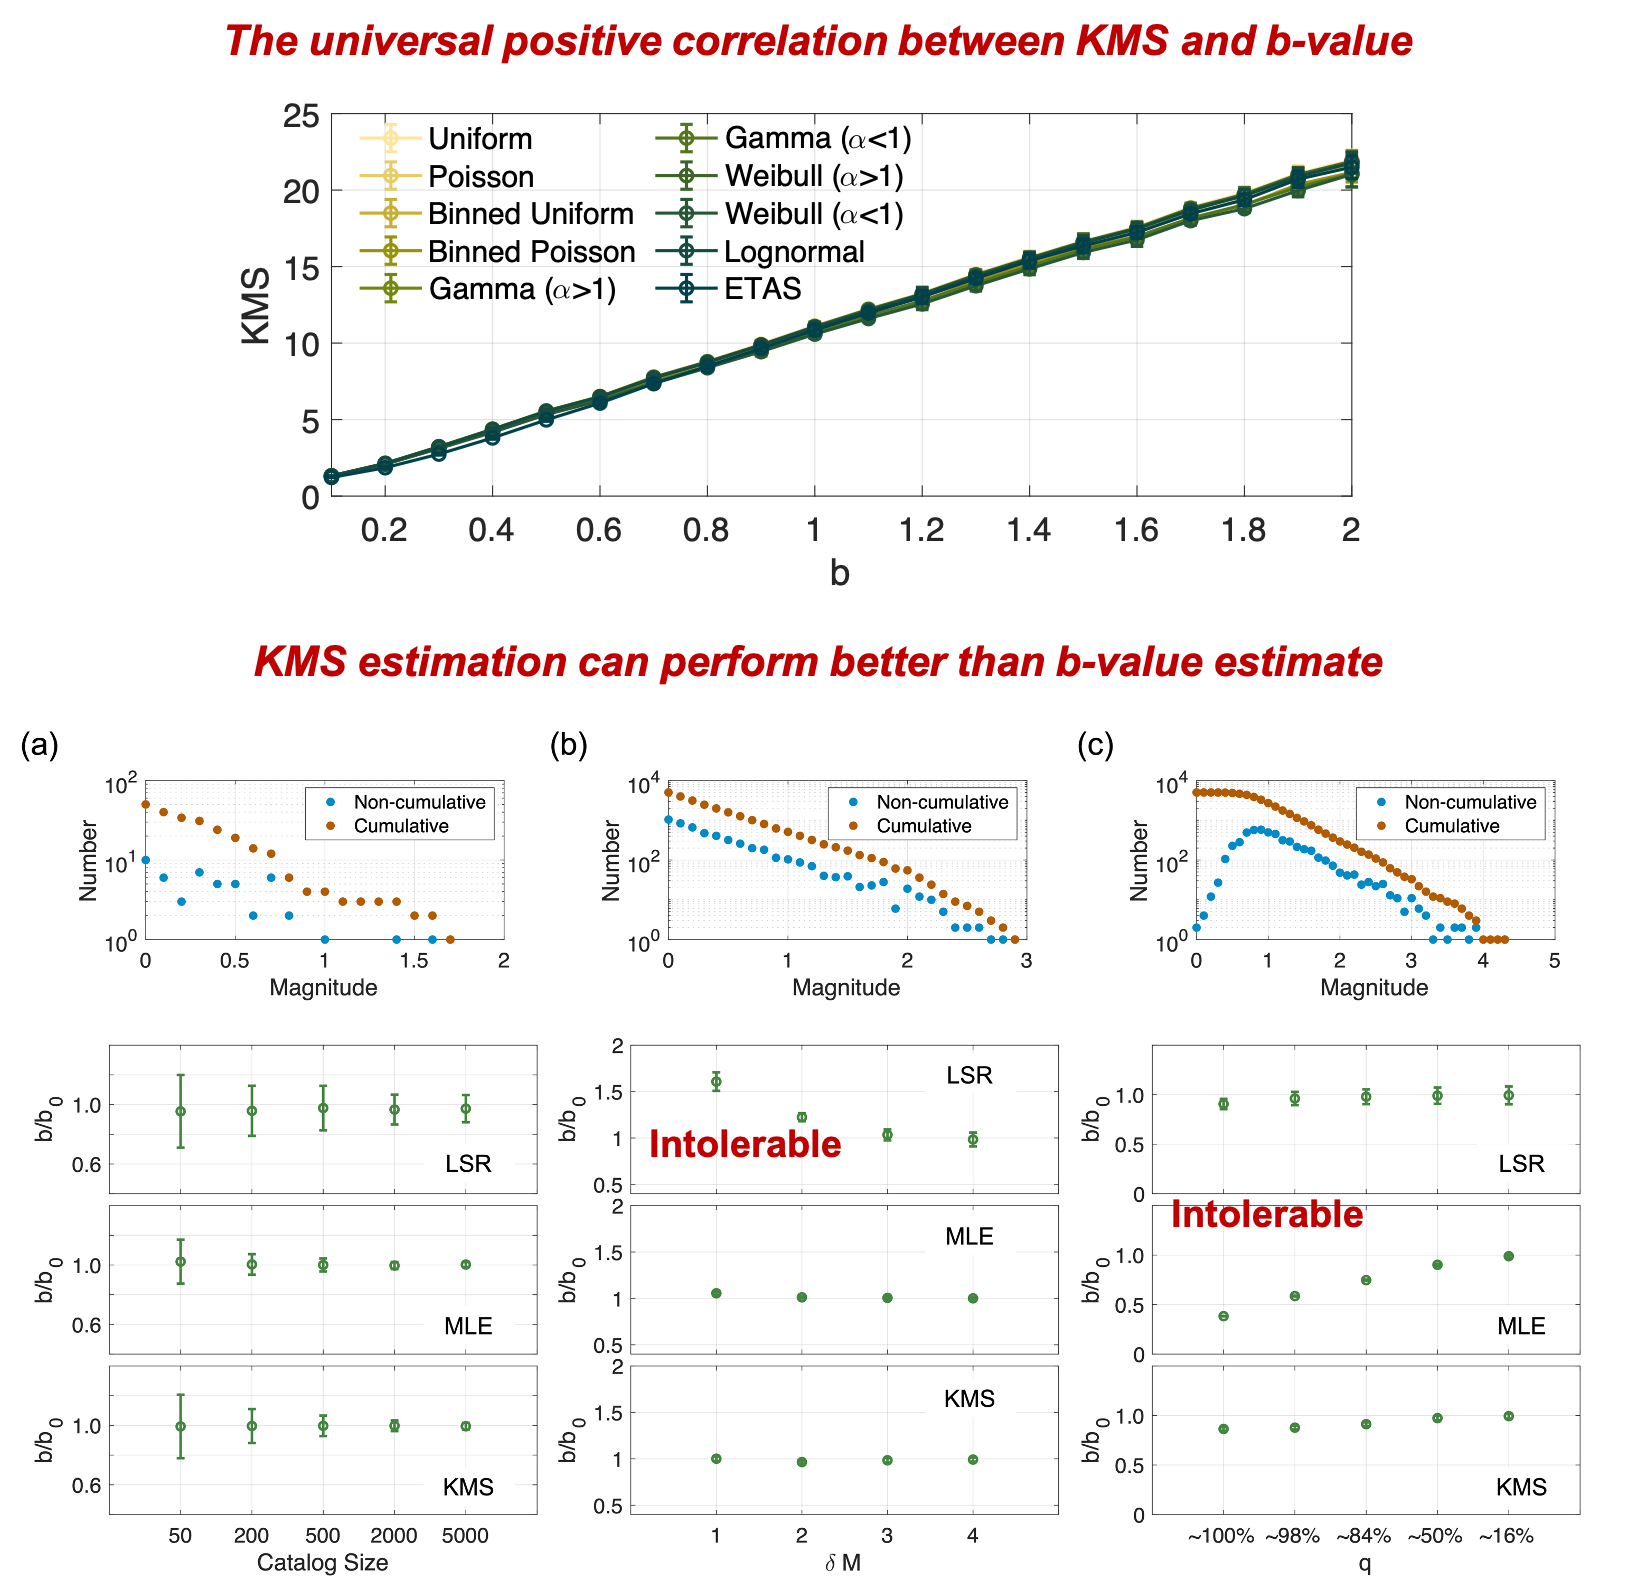 The universal positive correlation between KMS and b-value
25
20
15
10
5
0
KMS
Uniform
Poisson
Binned Uniform
Binned Poisson
Gamma (α>1)
Gamma (α<1)
Weibull (α>1)
Weibull (α<1)
Lognormal
ETAS
0.2 0.4 0.6 0.8 1 1.2 1.4 1.6 1.8 2
b
KMS estimation can perform better than b-value estimate
(a)
10^2
10^1
10^0
Number
Non-cumulative
Cumulative
0 0.5 1 1.5 2
Magnitude
(b)
10^4
10^2
10^0
Number
Non-cumulative
Cumulative
0 1 2 3
Magnitude
(c)
10^4
10^2
10^0
Number
Non-cumulative
Cumulative
0 1 2 3 4 5
Magnitude
b/b_0
1.0
0.6
LSR
b/b_0
1.0
0.6
MLE
b/b_0
1.0
0.6
KMS
50 200 500 2000 5000
Catalog Size
b/b_0
2
1.5
1
0.5
LSR
Intolerable
b/b_0
2
1.5
1
0.5
MLE
b/b_0
2
1.5
1
0.5
KMS
1 2 3 4
δ M
b/b_0
1.0
0.5
0
LSR
Intolerable
b/b_0
1.0
0.5
0
MLE
b/b_0
1.0
0.5
0
KMS
~100% ~98% ~84% ~50% ~16%
q